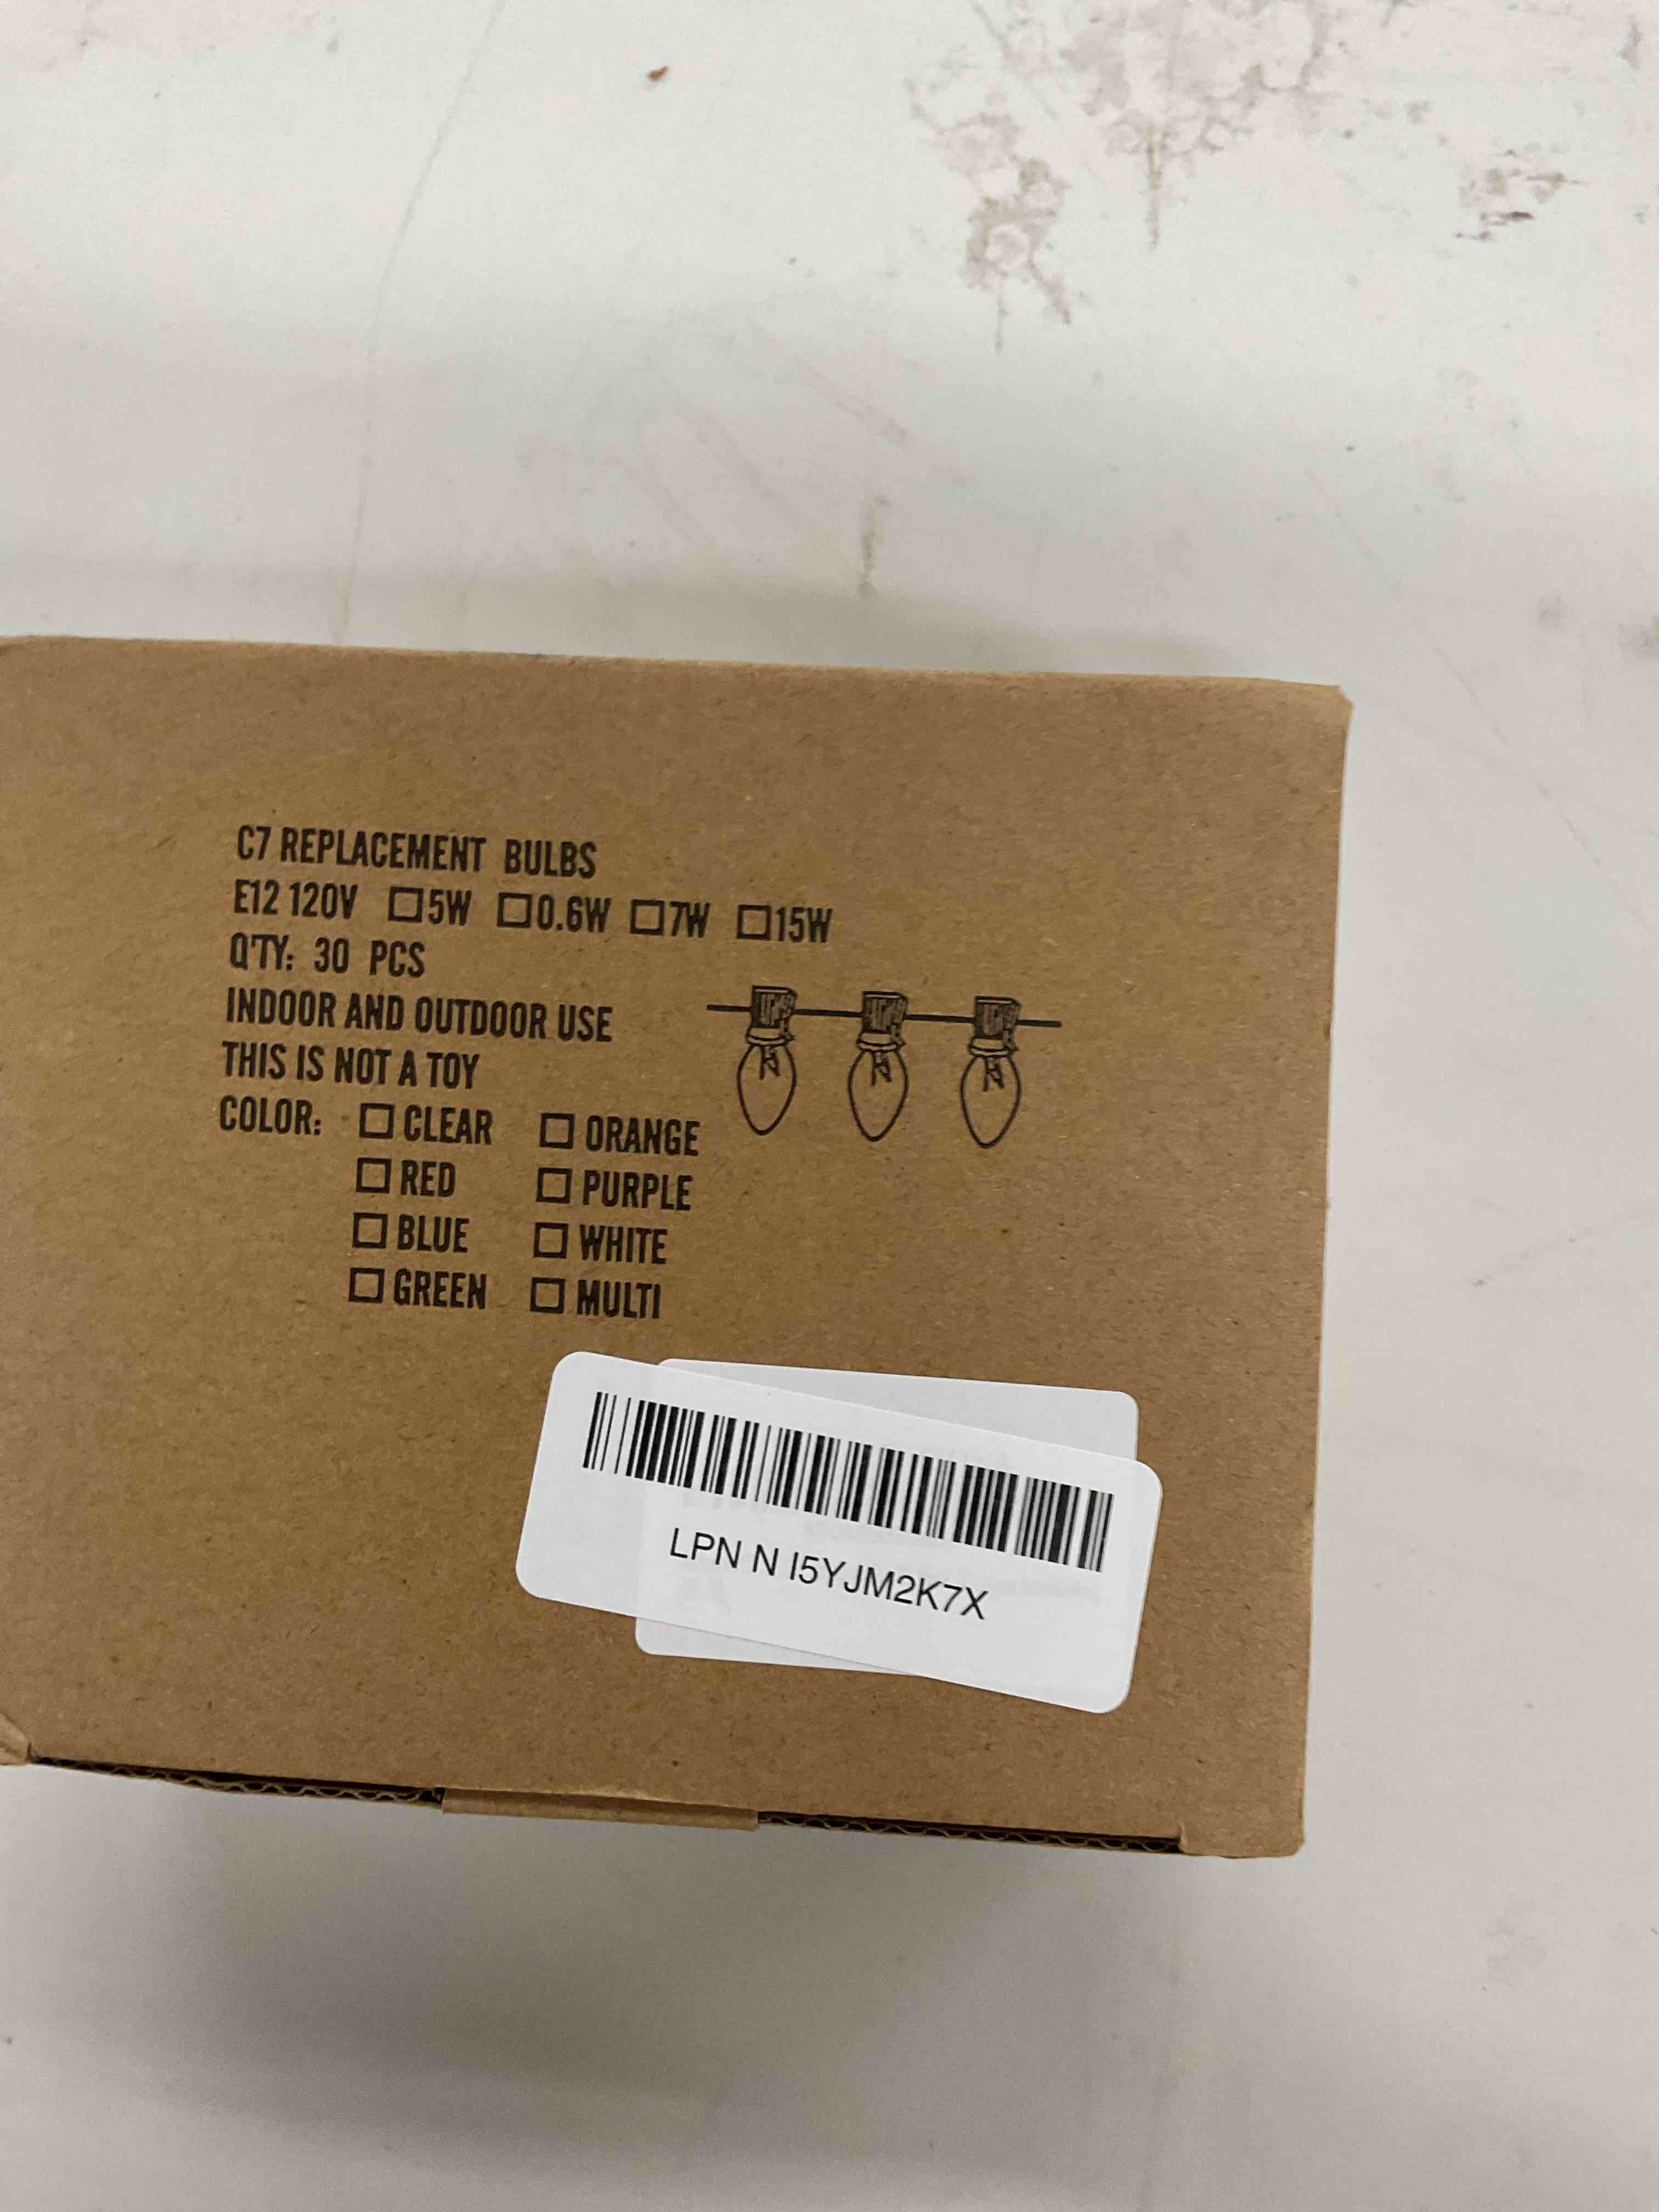 C7 REPLACEMENT BULBS
E12 120V □5W □0.6W □7W □15W
Q'TY: 30 PCS
INDOOR AND OUTDOOR USE
THIS IS NOT A TOY
COLOR: □ CLEAR □ ORANGE
□ RED □ PURPLE
□ BLUE □ WHITE
□ GREEN □ MULTI
LPN N I5YJM2K7X